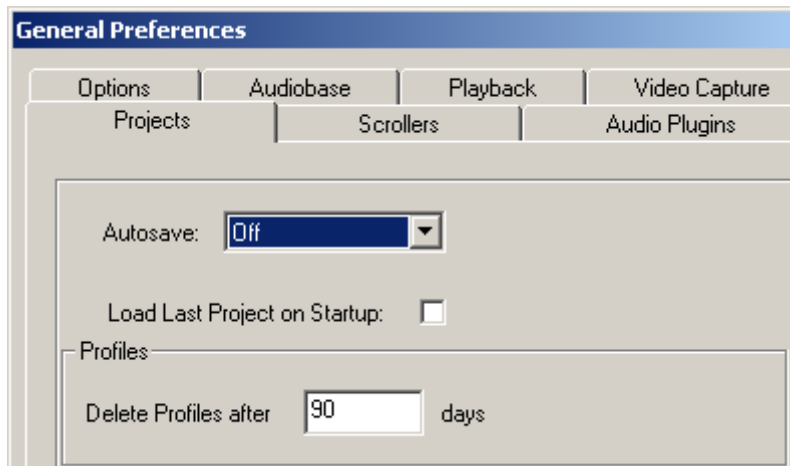 General Preferences
Options Audiobase Playback Video Capture
Projects Scrollers Audio Plugins
Autosave: Off
Load Last Project on Startup:
Profiles
Delete Profiles after 90 days